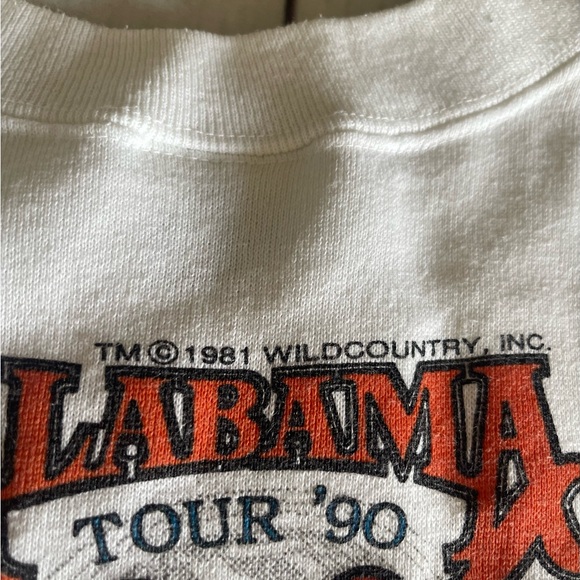 TM © 1981 WILDCOUNTRY, INC.
LABAMA
TOUR '90